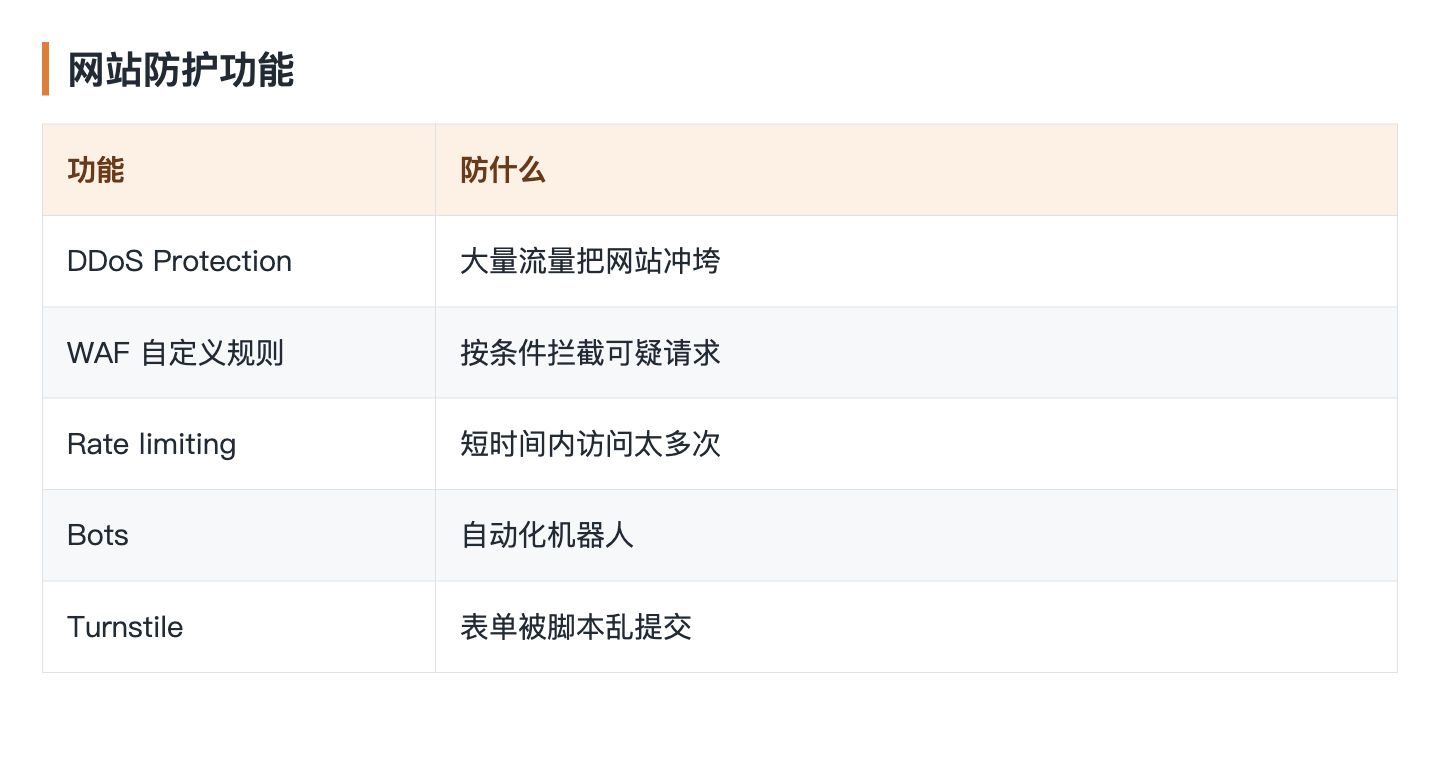 网站防护功能
功能 防什么
DDoS Protection 大量流量把网站冲垮
WAF 自定义规则 按条件拦截可疑请求
Rate limiting 短时间内访问太多次
Bots 自动化机器人
Turnstile 表单被脚本乱提交